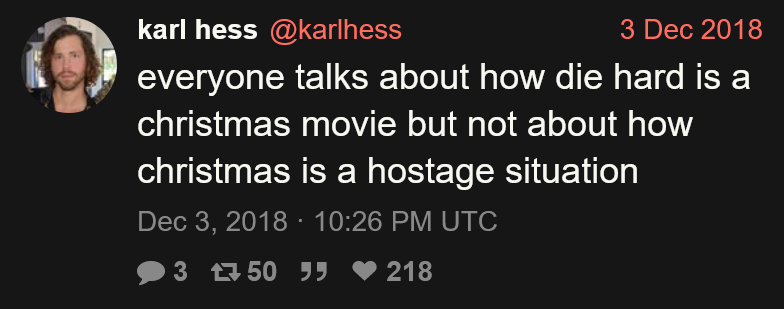 karl hess @karlhess 3 Dec 2018
everyone talks about how die hard is a
christmas movie but not about how
christmas is a hostage situation
Dec 3, 2018 · 10:26 PM UTC
3 50 218